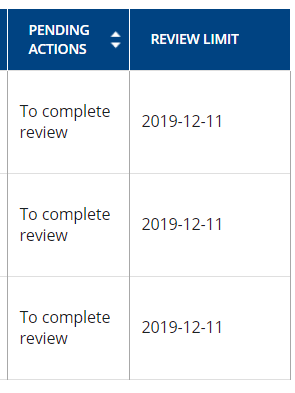 PENDING
ACTIONS
REVIEW LIMIT
To complete
review
2019-12-11
To complete
review
2019-12-11
To complete
review
2019-12-11